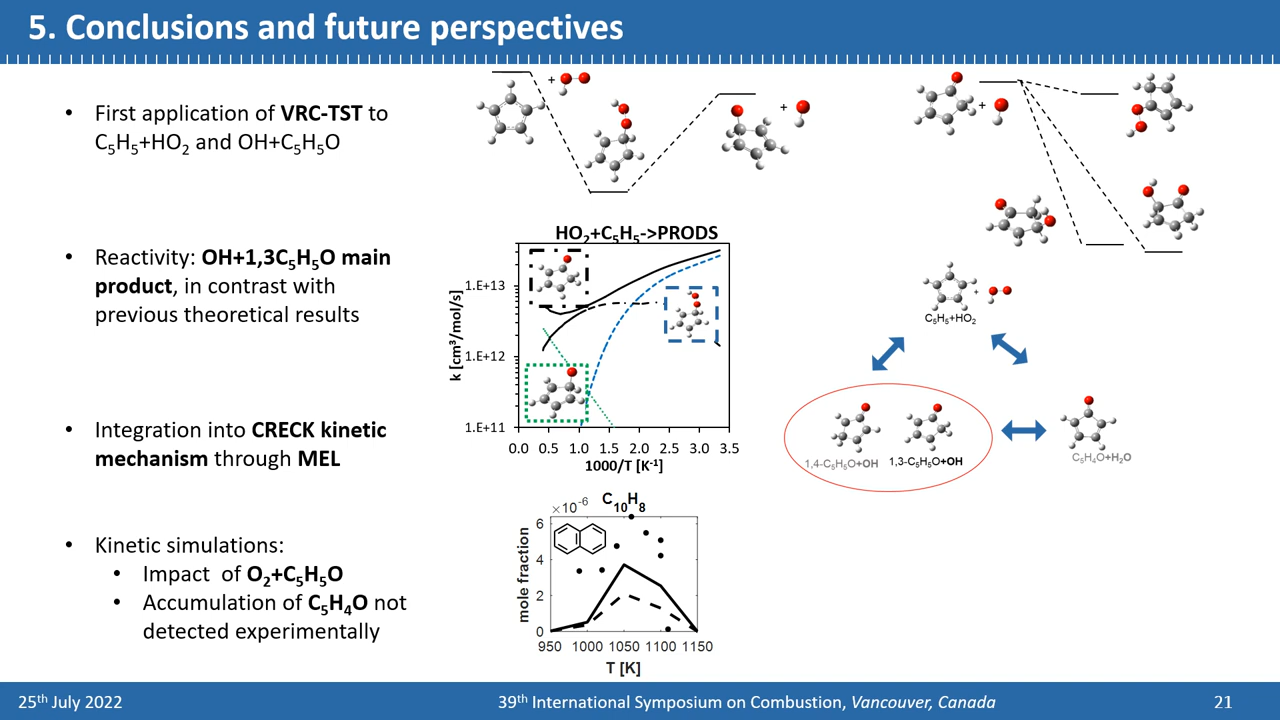 5. Conclusions and future perspectives
• First application of VRC-TST to
C₅H₅+HO₂ and OH+C₅H₅O
• Reactivity: OH+1,3C₅H₅O main
product, in contrast with
previous theoretical results
• Integration into CRECK kinetic
mechanism through MEL
• Kinetic simulations:
• Impact of O₂+C₅H₅O
• Accumulation of C₅H₄O not
detected experimentally
+
+
+
HO₂+C₅H₅->PRODS
k [cm³/mol/s]
1.E+13
1.E+12
1.E+11
0.0 0.5 1.0 1.5 2.0 2.5 3.0 3.5
1000/T [K⁻¹]
+
C₅H₅+HO₂
1,4-C₅H₅O+OH
1,3-C₅H₅O+OH
C₅H₄O+H₂O
×10⁻⁶
C₁₀H₈
mole fraction
6
4
2
0
950 1000 1050 1100 1150
T [K]
25th July 2022
39th International Symposium on Combustion, Vancouver, Canada
21